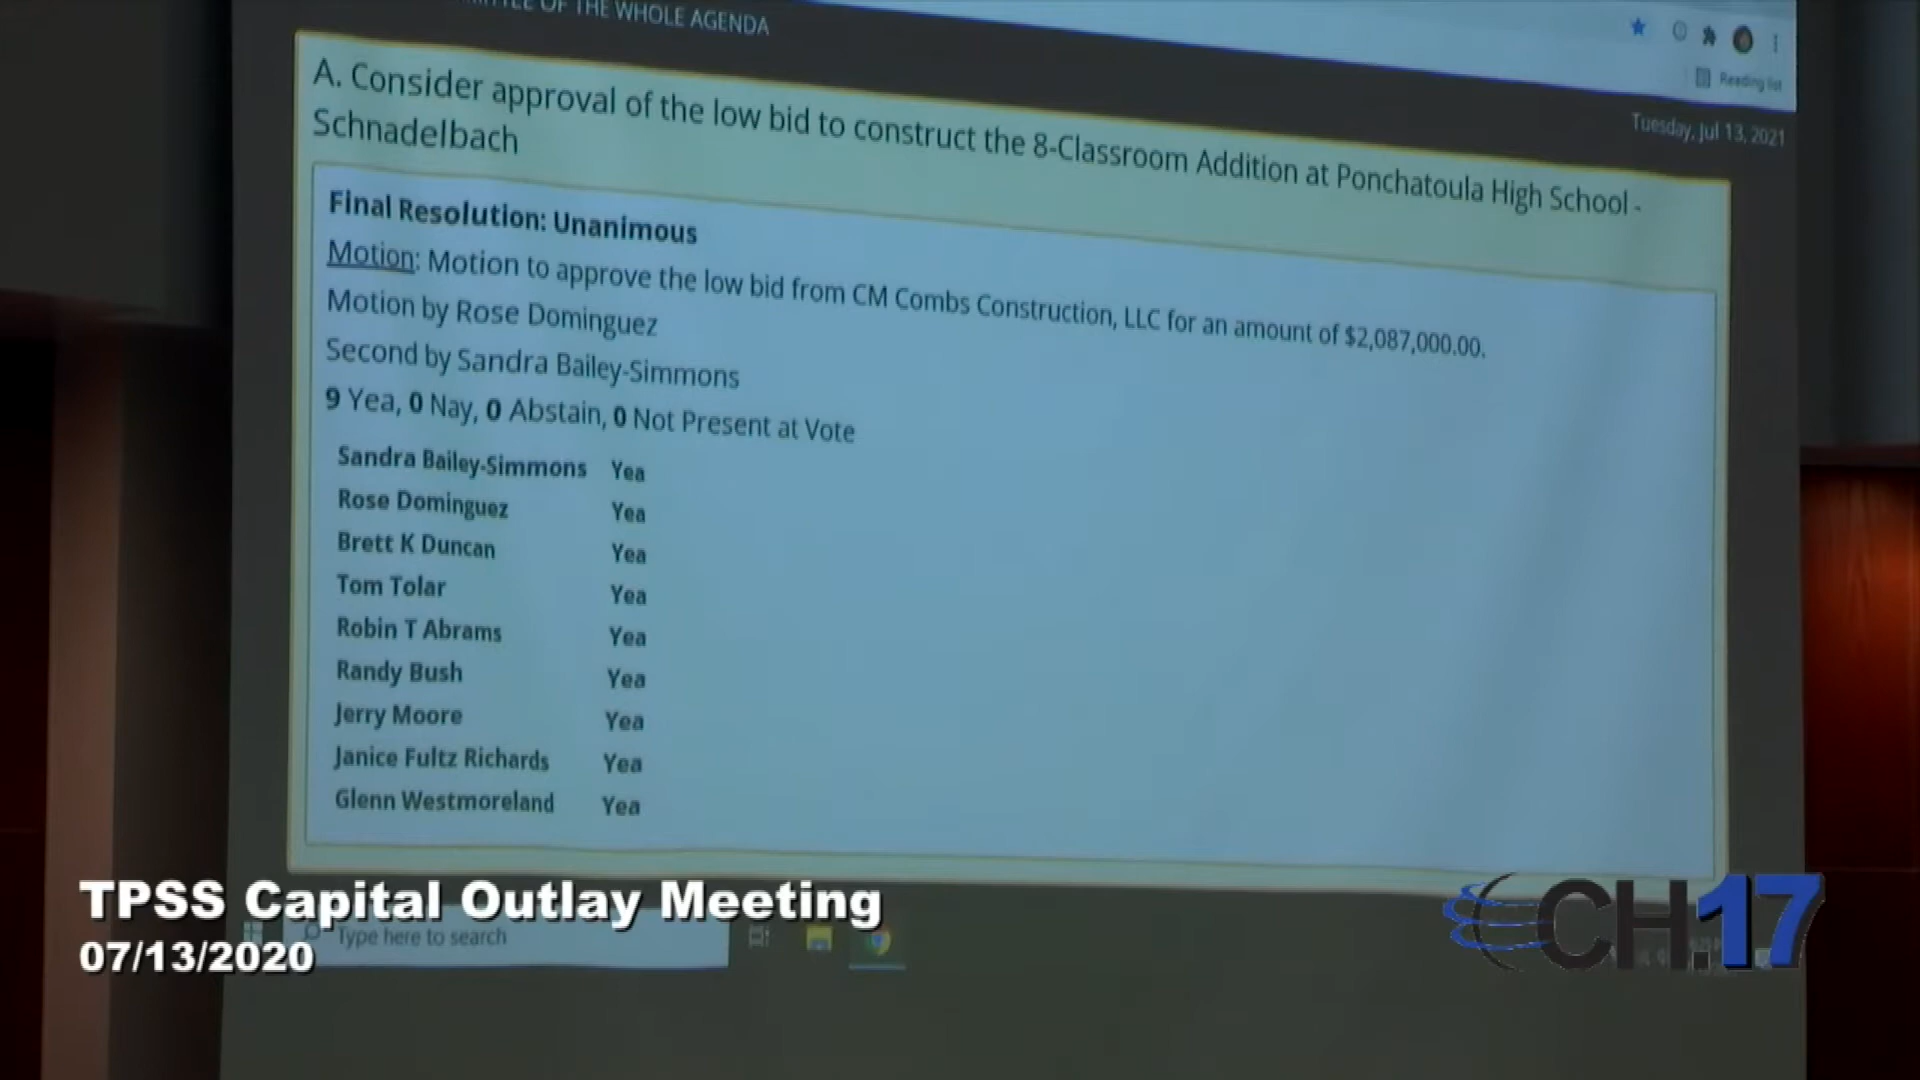 OF THE WHOLE AGENDA
Reading list
Tuesday, Jul 13, 2021
A. Consider approval of the low bid to construct the 8-Classroom Addition at Ponchatoula High School -
Schnadelbach
Final Resolution: Unanimous
Motion: Motion to approve the low bid from CM Combs Construction, LLC for an amount of $2,087,000.00.
Motion by Rose Dominguez
Second by Sandra Bailey-Simmons
9 Yea, 0 Nay, 0 Abstain, 0 Not Present at Vote
Sandra Bailey-Simmons Yea
Rose Dominguez Yea
Brett K Duncan Yea
Tom Tolar Yea
Robin T Abrams Yea
Randy Bush Yea
Jerry Moore Yea
Janice Fultz Richards Yea
Glenn Westmoreland Yea
TPSS Capital Outlay Meeting
Type here to search
07/13/2020
CH.17